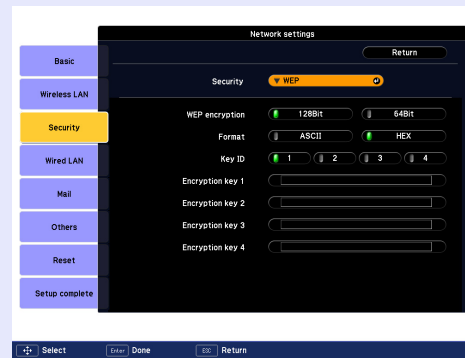 Network settings
Return
Basic
Security WEP
Wireless LAN
WEP encryption 128Bit 64Bit
Security
Format ASCII HEX
Wired LAN
Key ID 1 2 3 4
Encryption key 1
Mail
Encryption key 2
Others
Encryption key 3
Encryption key 4
Reset
Setup complete
Select Enter Done ESC Return